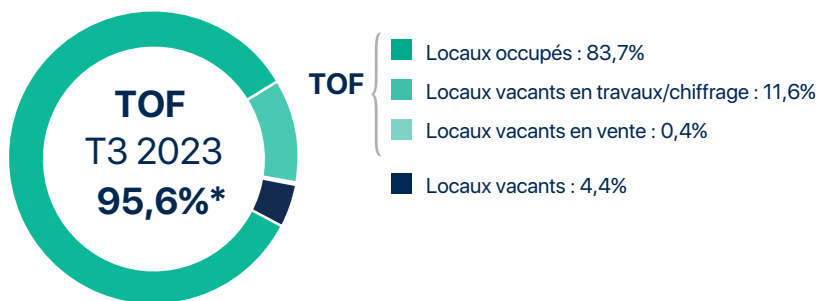 TOF
T3 2023
95,6%*
TOF
Locaux occupés : 83,7%
Locaux vacants en travaux/chiffrage : 11,6%
Locaux vacants en vente : 0,4%
Locaux vacants : 4,4%